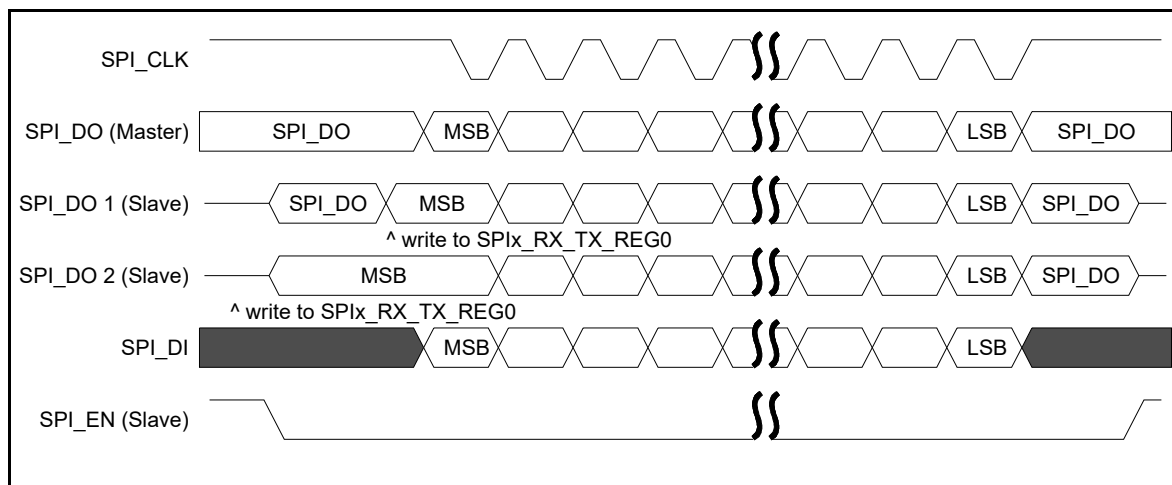 SPI_CLK
SPI_DO (Master) SPI_DO MSB LSB SPI_DO
SPI_DO 1 (Slave) SPI_DO MSB LSB SPI_DO
^ write to SPIx_RX_TX_REG0
SPI_DO 2 (Slave) MSB LSB SPI_DO
^ write to SPIx_RX_TX_REG0
SPI_DI MSB LSB
SPI_EN (Slave)